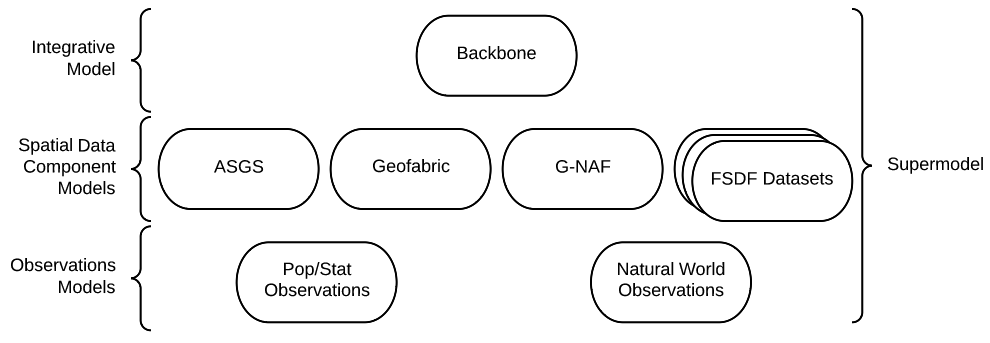 Integrative
Model
Backbone
Spatial Data
Component
Models
ASGS
Geofabric
G-NAF
FSDF Datasets
Supermodel
Observations
Models
Pop/Stat
Observations
Natural World
Observations